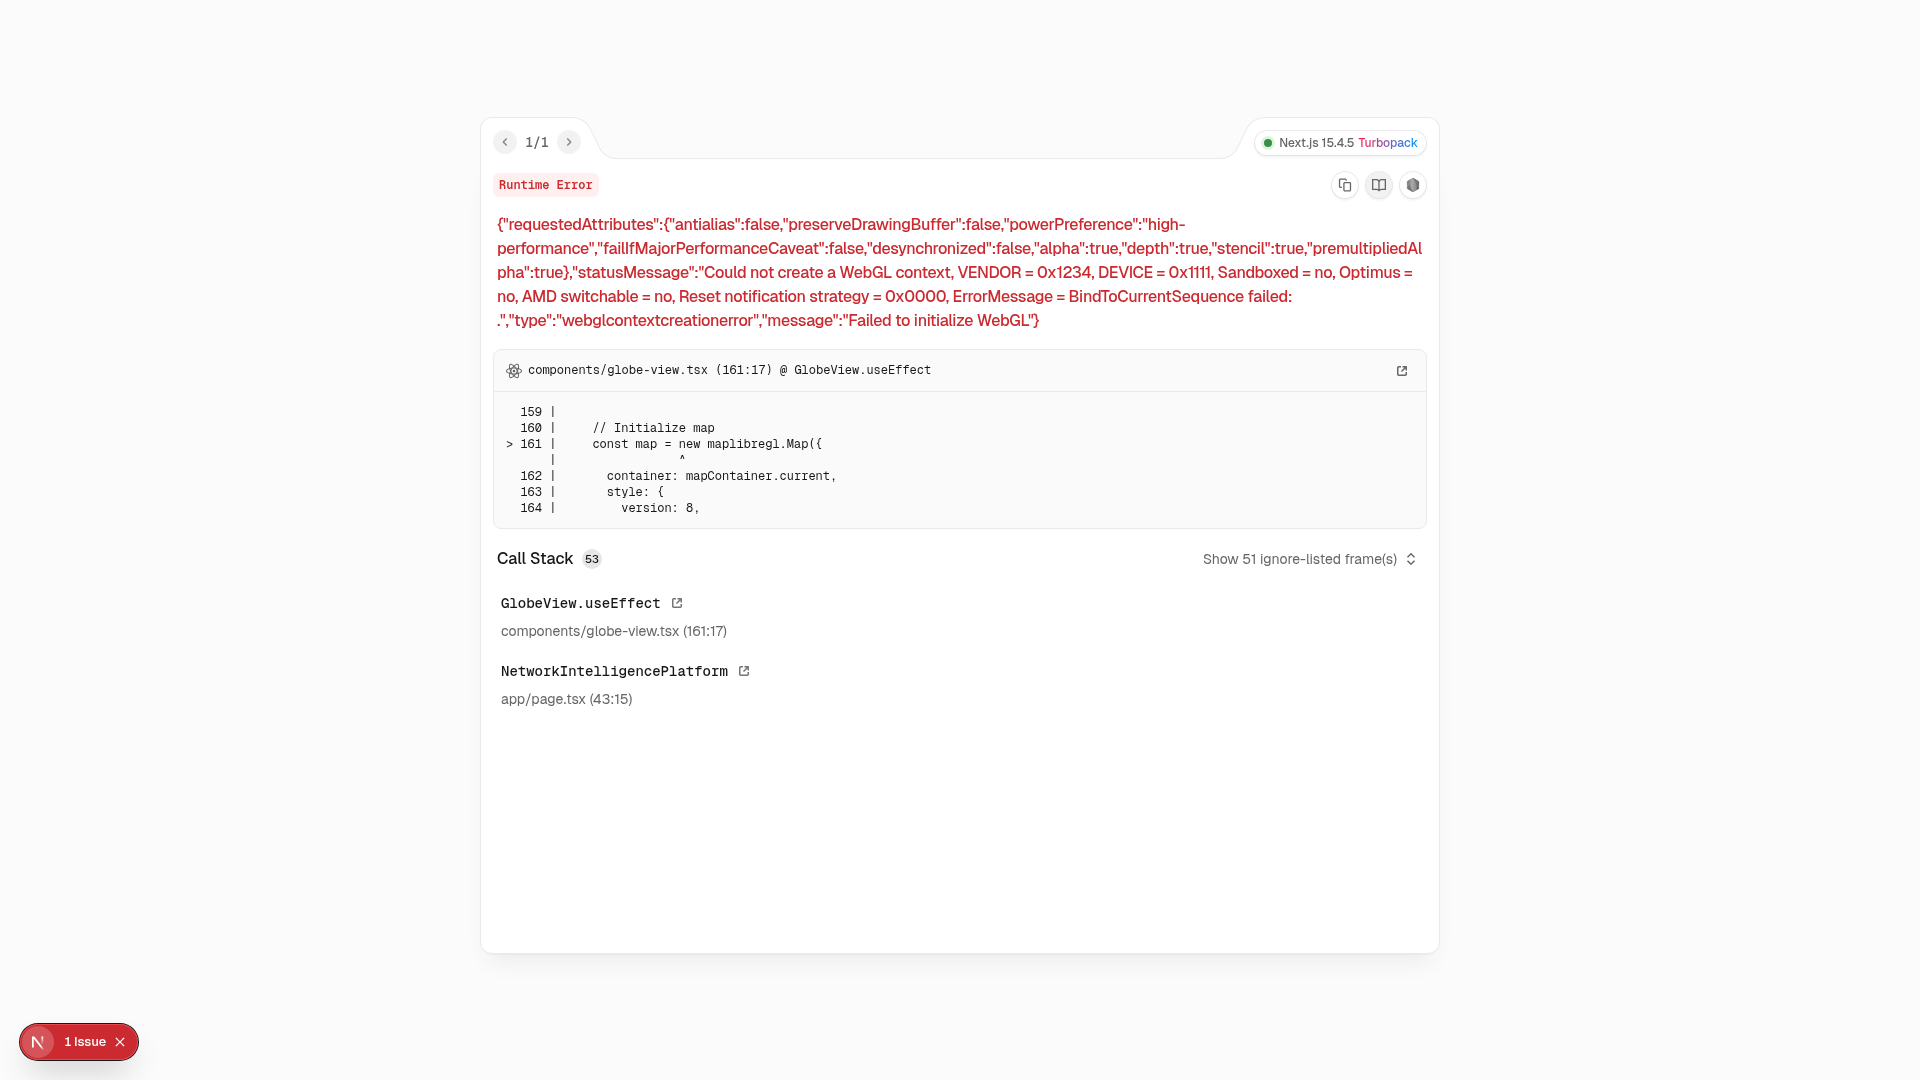 1/1
Next.js 15.4.5 Turbopack
Runtime Error
{"requestedAttributes":{"antialias":false,"preserveDrawingBuffer":false,"powerPreference":"high-
performance","failIfMajorPerformanceCaveat":false,"desynchronized":false,"alpha":true,"depth":true,"stencil":true,"premultipliedAl
pha":true},"statusMessage":"Could not create a WebGL context, VENDOR = 0x1234, DEVICE = 0x1111, Sandboxed = no, Optimus =
no, AMD switchable = no, Reset notification strategy = 0x0000, ErrorMessage = BindToCurrentSequence failed:
.","type":"webglcontextcreationerror","message":"Failed to initialize WebGL"}
components/globe-view.tsx (161:17) @ GlobeView.useEffect
159 |
160 |     // Initialize map
> 161 |     const map = new maplibregl.Map({
|                 ^
162 |       container: mapContainer.current,
163 |       style: {
164 |         version: 8,
Call Stack 53
Show 51 ignore-listed frame(s)
GlobeView.useEffect
components/globe-view.tsx (161:17)
NetworkIntelligencePlatform
app/page.tsx (43:15)
N 1 Issue